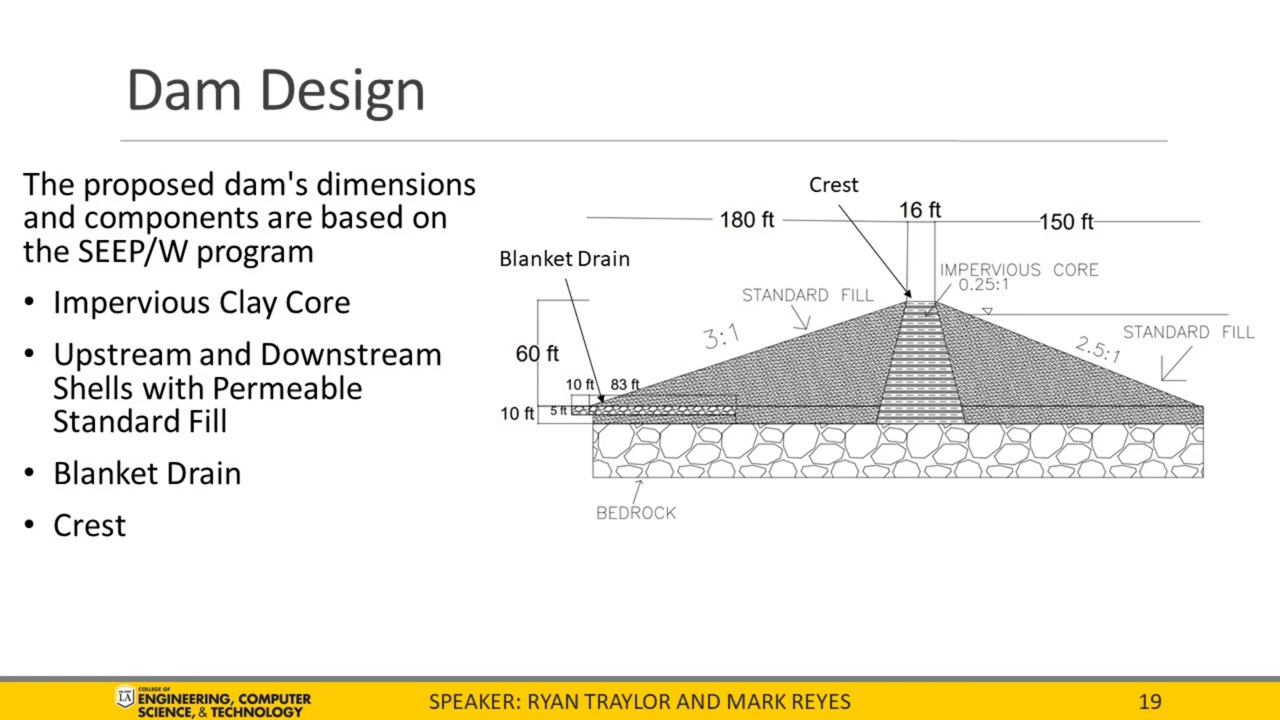 Dam Design
The proposed dam's dimensions
and components are based on
the SEEP/W program
• Impervious Clay Core
• Upstream and Downstream
Shells with Permeable
Standard Fill
• Blanket Drain
• Crest
Crest
180 ft
16 ft
150 ft
Blanket Drain
IMPERVIOUS CORE
0.25:1
STANDARD FILL
3:1
STANDARD FILL
2.5:1
60 ft
10 ft
83 ft
10 ft
5 ft
BEDROCK
LA
COLLEGE OF
ENGINEERING, COMPUTER
SCIENCE, & TECHNOLOGY
SPEAKER: RYAN TRAYLOR AND MARK REYES
19